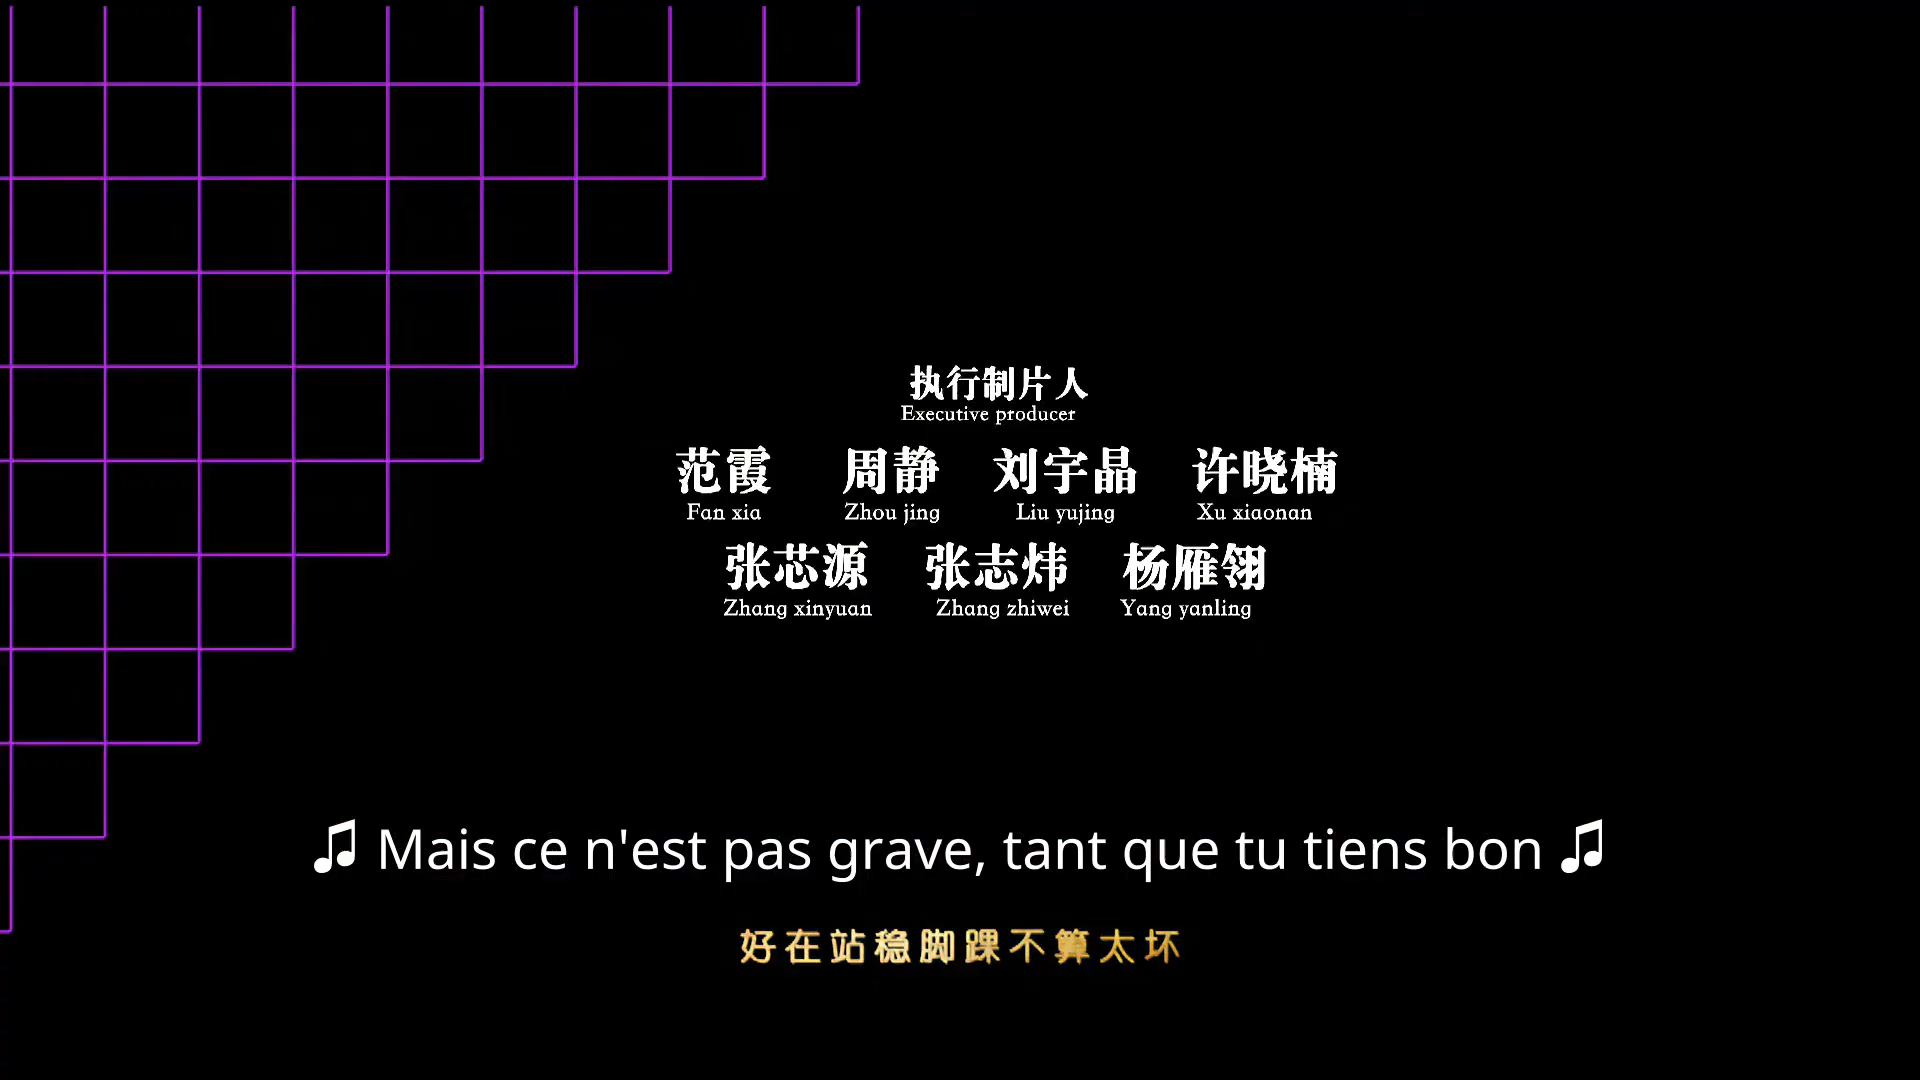 执行制片人
Executive producer
范霞 周静 刘宇晶 许晓楠
Fan xia Zhou jing Liu yujing Xu xiaonan
张芯源 张志炜 杨雁翎
Zhang xinyuan Zhang zhiwei Yang yanling
♫ Mais ce n'est pas grave, tant que tu tiens bon ♫
好在站稳脚踝不算太坏